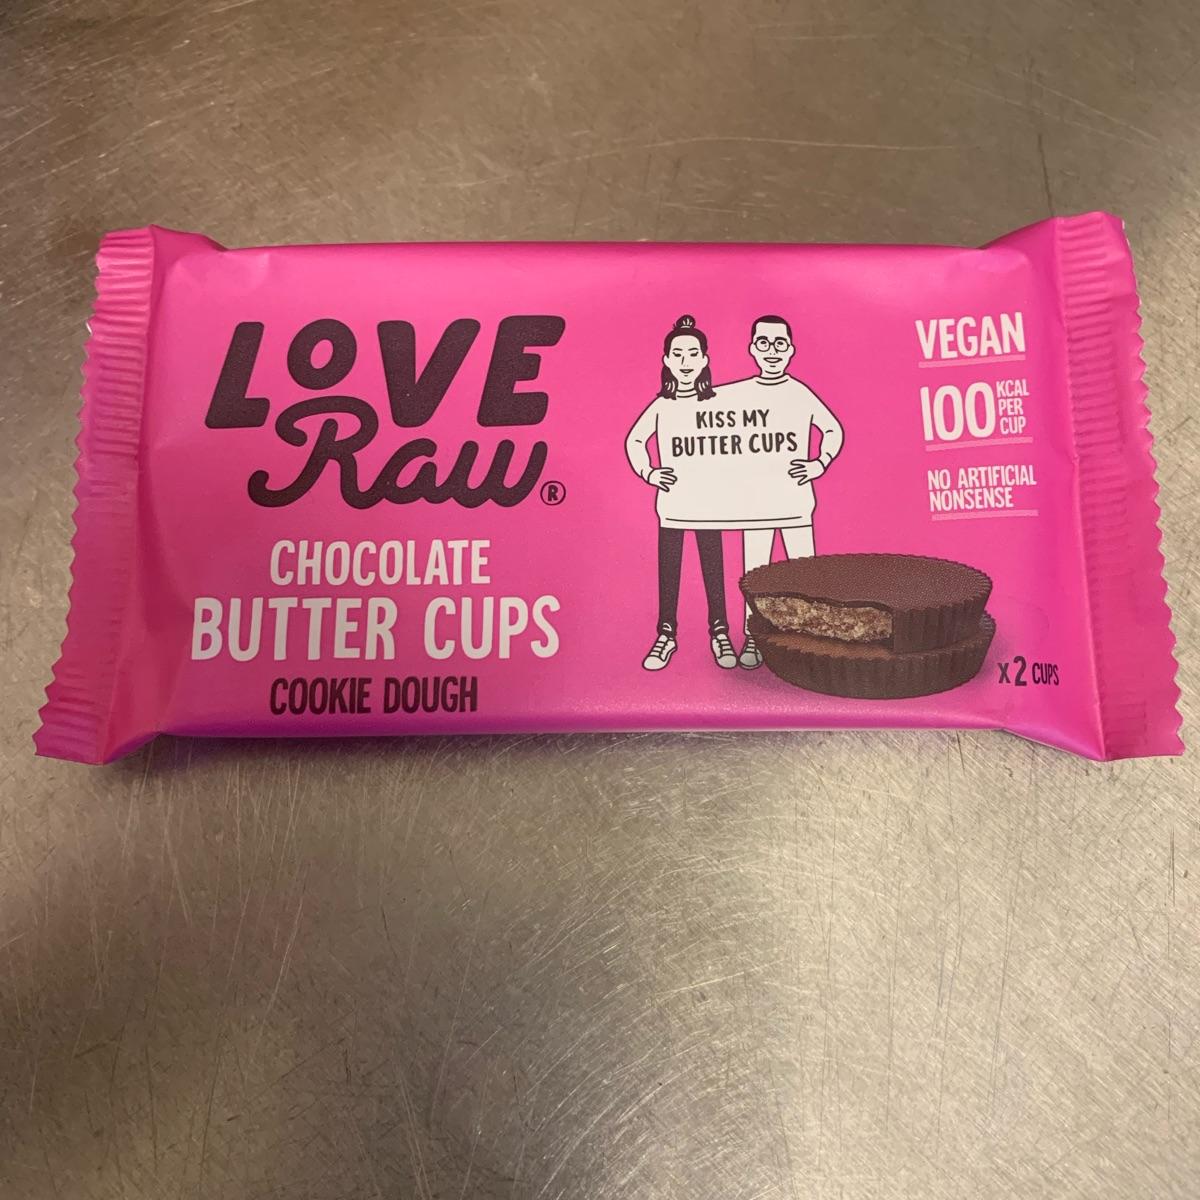 LOVE
Raw®
CHOCOLATE
BUTTER CUPS
COOKIE DOUGH
KISS MY
BUTTER CUPS
VEGAN
100 KCAL
PER
CUP
NO ARTIFICIAL
NONSENSE
x2 CUPS